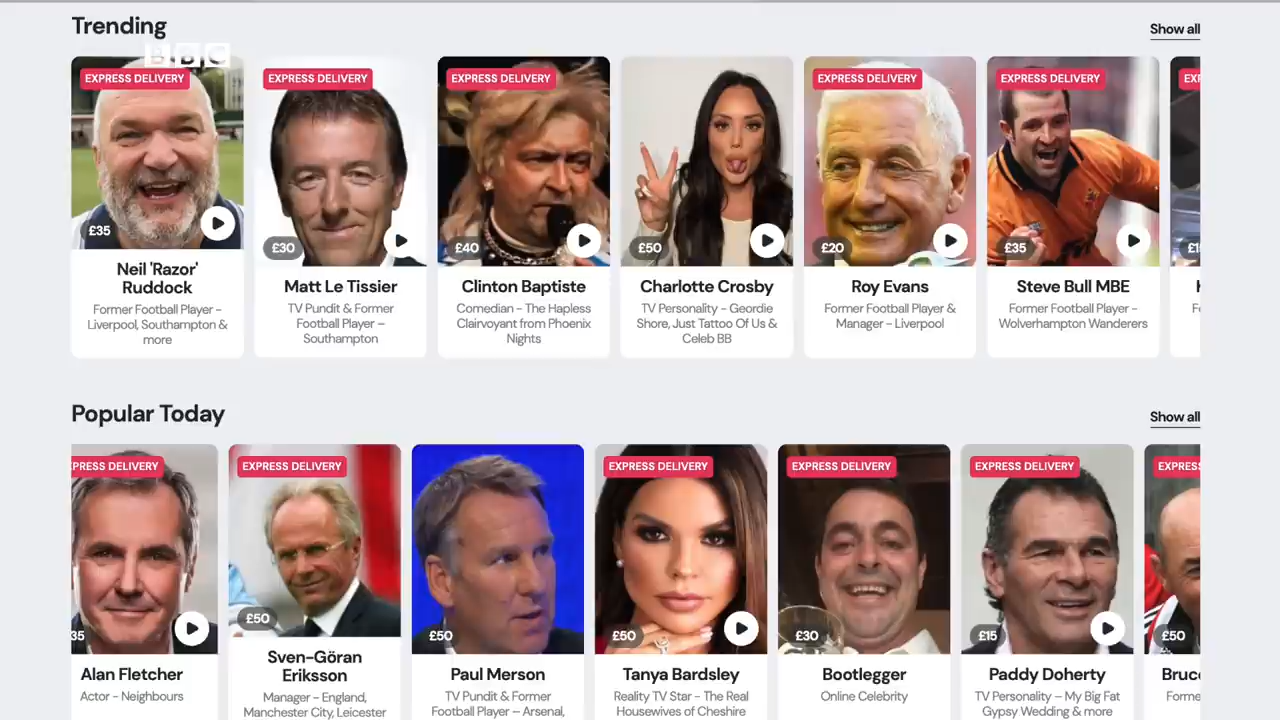 Trending
Show all
BBC
EXPRESS DELIVERY
£35
Neil 'Razor'
Ruddock
Former Football Player -
Liverpool, Southampton &
more
EXPRESS DELIVERY
£30
Matt Le Tissier
TV Pundit & Former
Football Player –
Southampton
EXPRESS DELIVERY
£40
Clinton Baptiste
Comedian - The Hapless
Clairvoyant from Phoenix
Nights
£50
Charlotte Crosby
TV Personality - Geordie
Shore, Just Tattoo Of Us &
Celeb BB
EXPRESS DELIVERY
£20
Roy Evans
Former Football Player &
Manager - Liverpool
EXPRESS DELIVERY
£35
Steve Bull MBE
Former Football Player -
Wolverhampton Wanderers
Popular Today
Show all
PRESS DELIVERY
35
Alan Fletcher
Actor - Neighbours
EXPRESS DELIVERY
£50
Sven-Göran
Eriksson
Manager - England,
Manchester City, Leicester
£50
Paul Merson
TV Pundit & Former
Football Player – Arsenal,
EXPRESS DELIVERY
£50
Tanya Bardsley
Reality TV Star - The Real
Housewives of Cheshire
EXPRESS DELIVERY
£30
Bootlegger
Online Celebrity
EXPRESS DELIVERY
£15
Paddy Doherty
TV Personality – My Big Fat
Gypsy Wedding & more
EXPRES
£50
Bruc
Forme